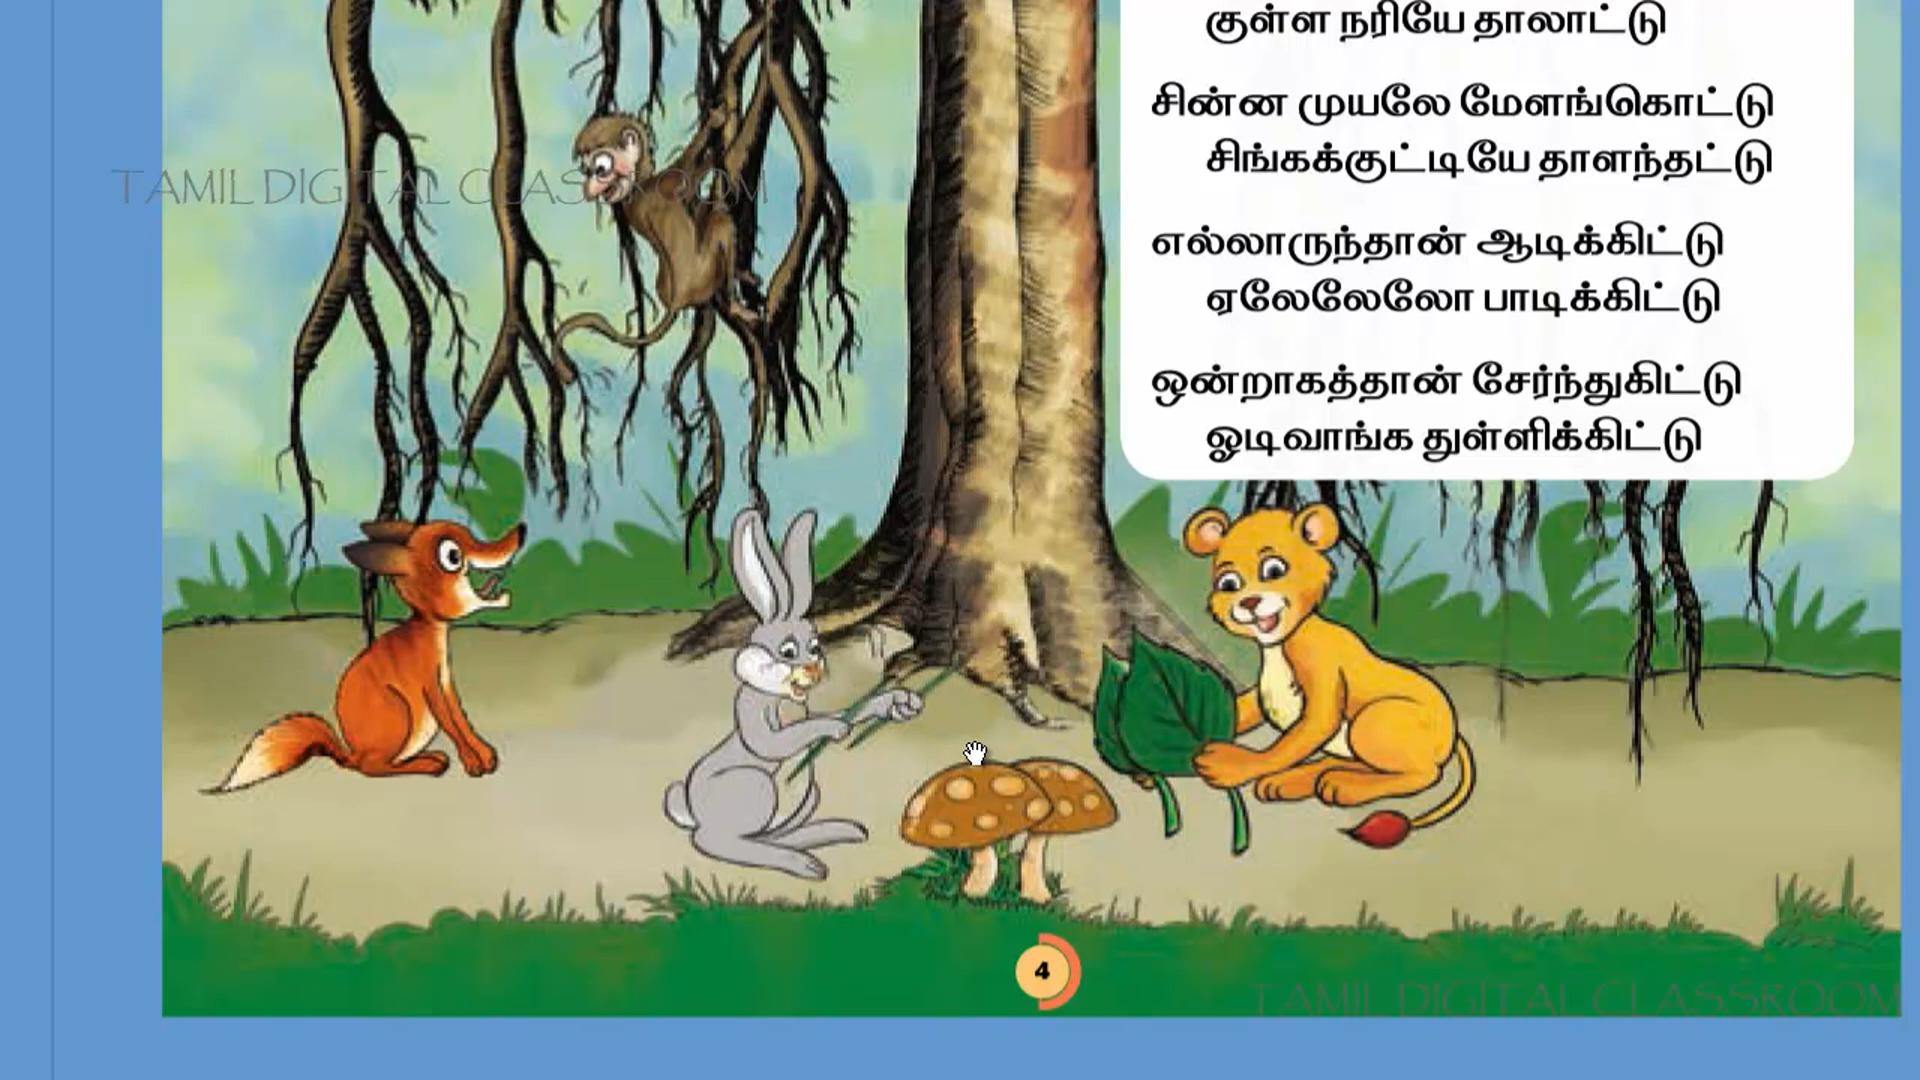 குள்ள நரியே தாலாட்டு
சின்ன முயலே மேளங்கொட்டு
சிங்கக்குட்டியே தாளந்தட்டு
எல்லாருந்தான் ஆடிக்கிட்டு
ஏலேலேலோ பாடிக்கிட்டு
ஒன்றாகத்தான் சேர்ந்துகிட்டு
ஓடிவாங்க துள்ளிக்கிட்டு
TAMIL DIGITAL CLASSROOM
4
TAMIL DIGITAL CLASSROOM